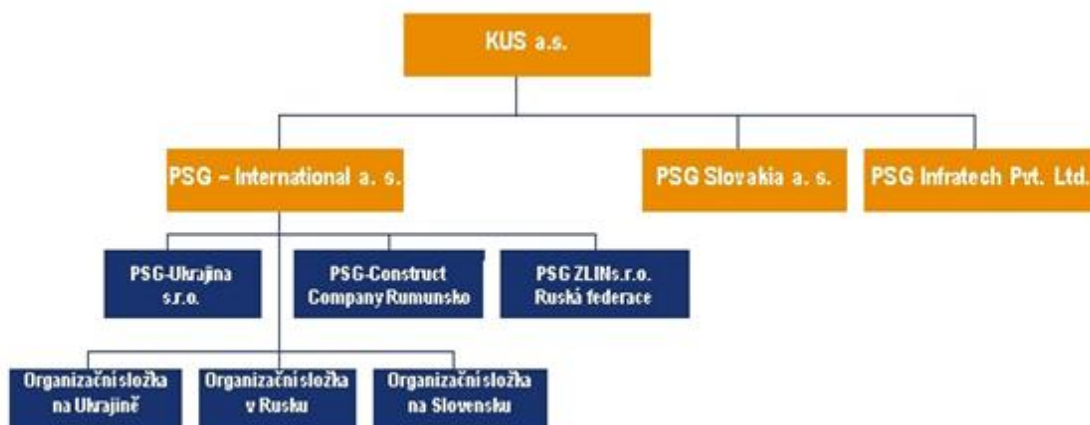 KUS a.s.
PSG – International a. s.
PSG Slovakia a. s.
PSG Infratech Pvt. Ltd.
PSG-Ukrajina
s.r.o.
PSG-Construct
Company Rumunsko
PSG ZLINs.r.o.
Ruská federace
Organizační složka
na Ukrajině
Organizační složka
v Rusku
Organizační složka
na Slovensku